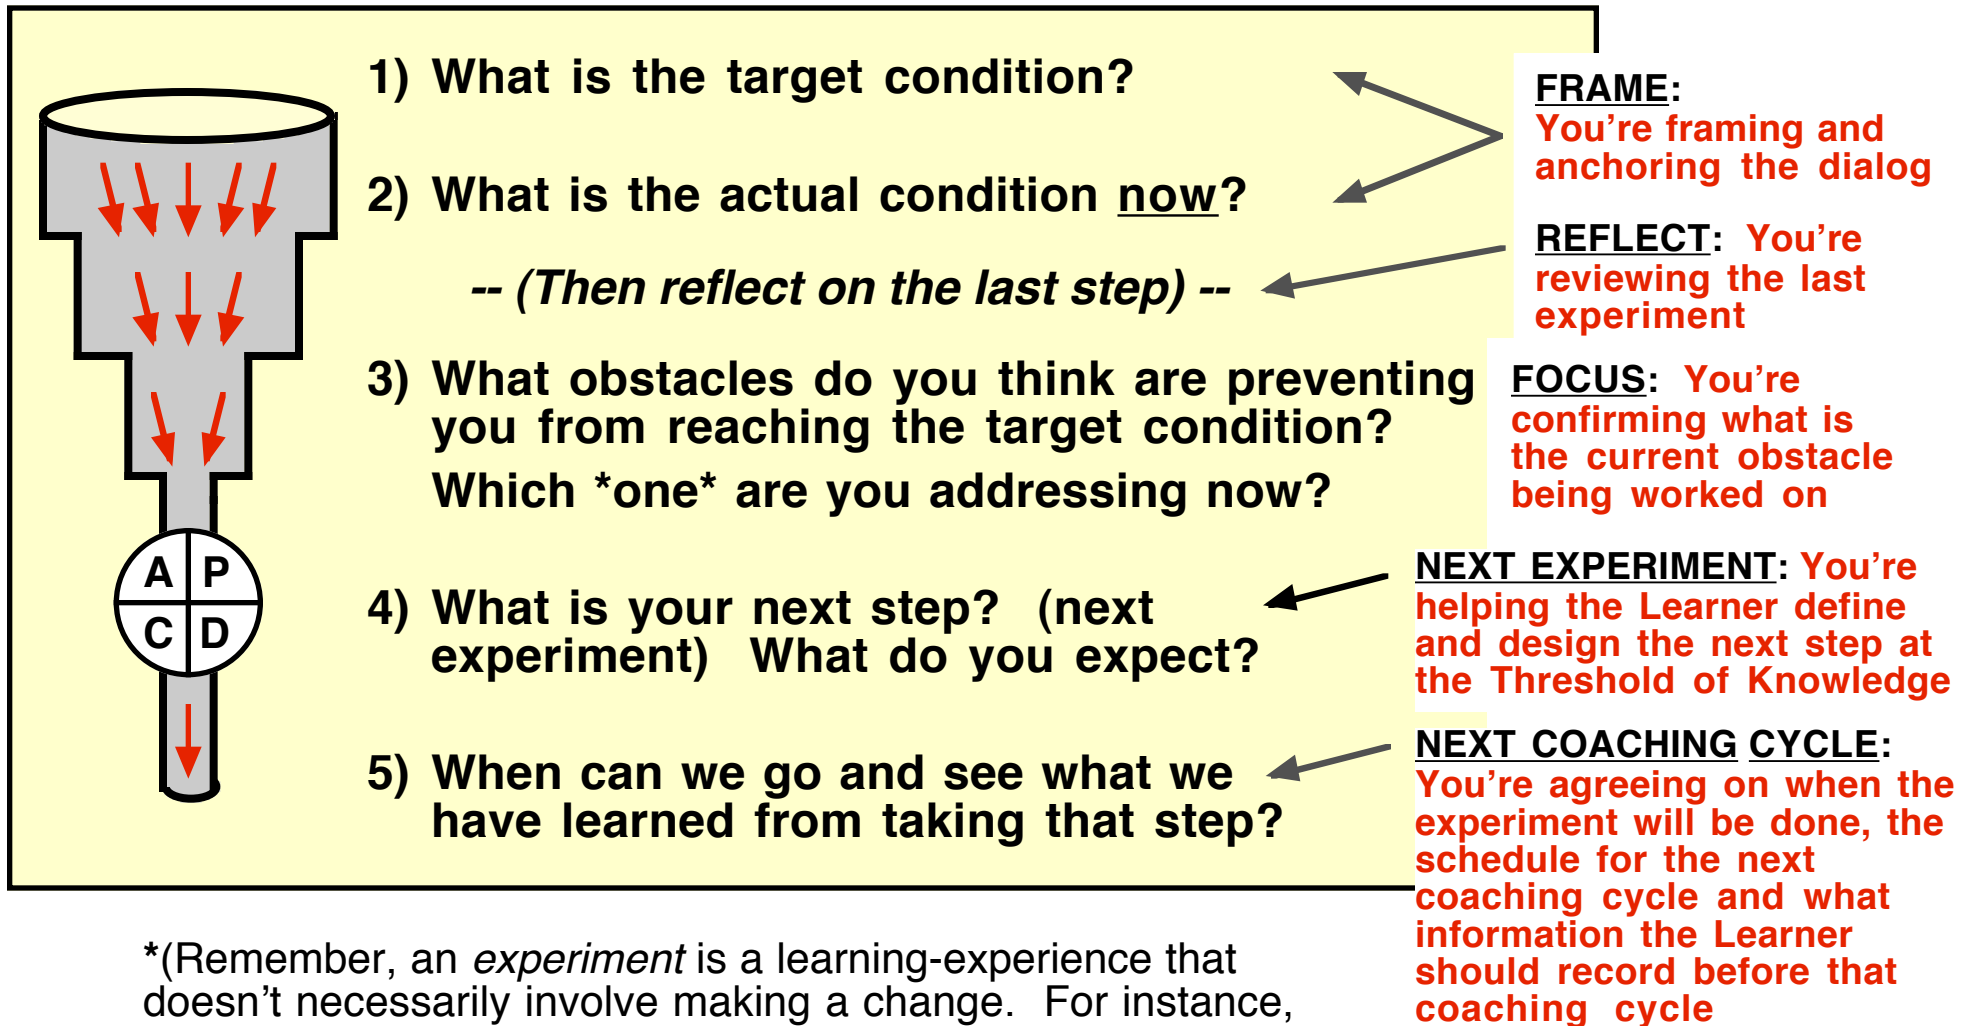 1) What is the target condition?
2) What is the actual condition now?
-- (Then reflect on the last step) --
3) What obstacles do you think are preventing
you from reaching the target condition?
Which *one* are you addressing now?
4) What is your next step? (next
experiment) What do you expect?
5) When can we go and see what we
have learned from taking that step?
A P
C D
FRAME:
You're framing and
anchoring the dialog
REFLECT: You're
reviewing the last
experiment
FOCUS: You're
confirming what is
the current obstacle
being worked on
NEXT EXPERIMENT: You're
helping the Learner define
and design the next step at
the Threshold of Knowledge
NEXT COACHING CYCLE:
You're agreeing on when the
experiment will be done, the
schedule for the next
coaching cycle and what
information the Learner
should record before that
coaching cycle
*(Remember, an experiment is a learning-experience that
doesn't necessarily involve making a change. For instance,